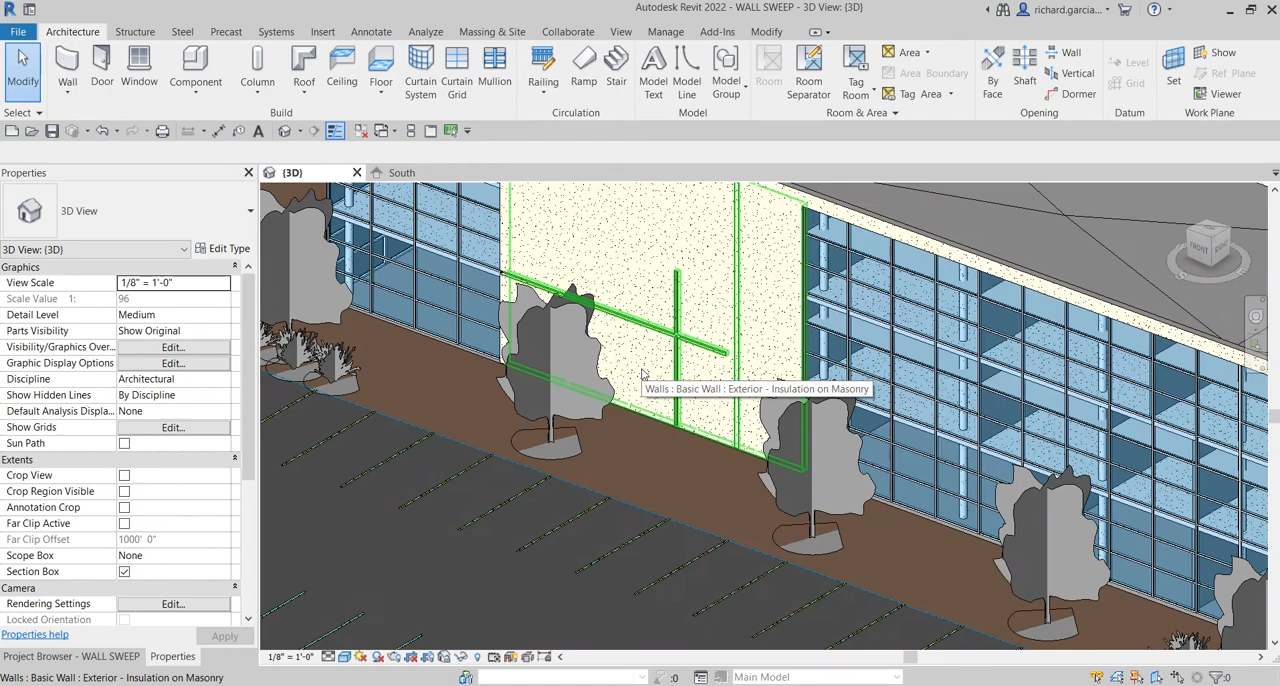 Autodesk Revit 2022 - WALL SWEEP - 3D View: {3D}
richard.garcia...
File Architecture Structure Steel Precast Systems Insert Annotate Analyze Massing & Site Collaborate View Manage Add-Ins Modify
Modify Wall Door Window Component Column Roof Ceiling Floor Curtain System Curtain Grid Mullion Railing Ramp Stair Model Text Model Line Model Group Room Room Separator Tag Room Area Area Boundary Tag Area By Face Shaft Wall Vertical Dormer Level Grid Set Show Ref Plane Viewer
Select Build Circulation Model Room & Area Opening Datum Work Plane
Properties
{3D} South
3D View
3D View: {3D} Edit Type
Graphics
View Scale 1/8" = 1'-0"
Scale Value 1: 96
Detail Level Medium
Parts Visibility Show Original
Visibility/Graphics Over... Edit...
Graphic Display Options Edit...
Discipline Architectural
Show Hidden Lines By Discipline
Default Analysis Displa... None
Show Grids Edit...
Sun Path
Extents
Crop View
Crop Region Visible
Annotation Crop
Far Clip Active
Far Clip Offset 1000' 0"
Scope Box None
Section Box
Camera
Rendering Settings Edit...
Locked Orientation
Properties help Apply
Project Browser - WALL SWEEP Properties
FRONT RIGHT
Walls : Basic Wall : Exterior - Insulation on Masonry
1/8" = 1'-0"
Walls : Basic Wall : Exterior - Insulation on Masonry
:0 Main Model :0